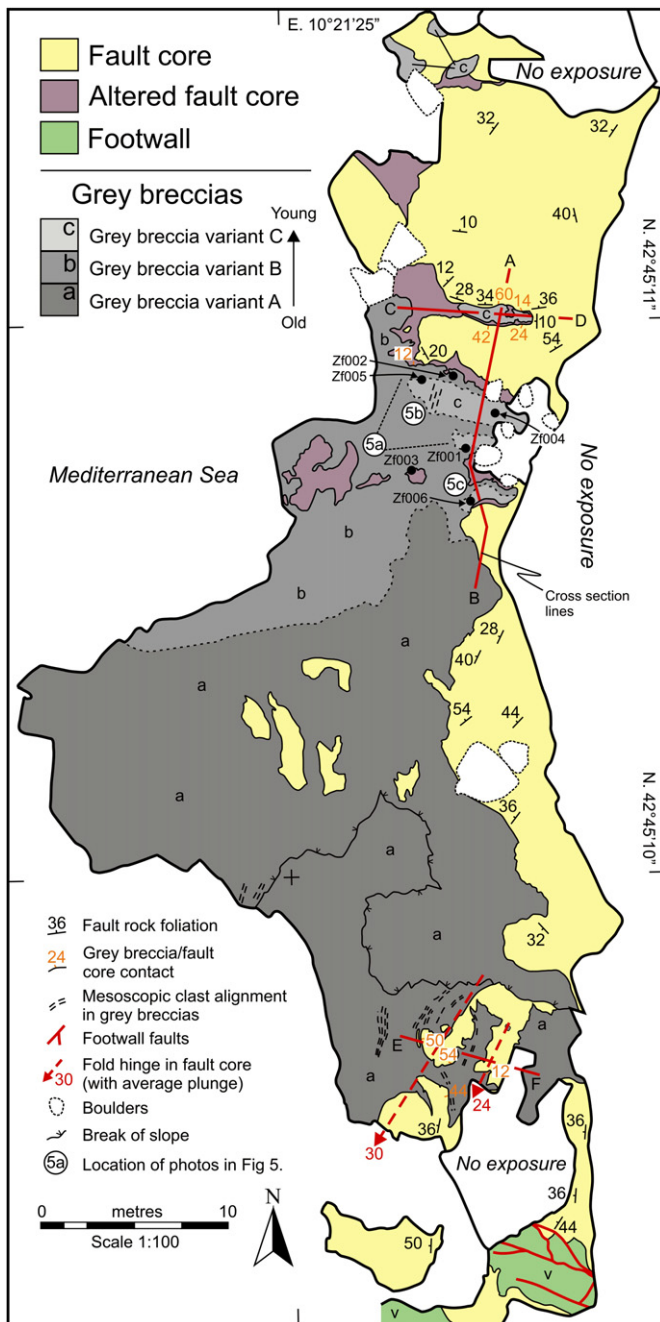 E. 10°21'25"
Fault core
Altered fault core
Footwall
Grey breccias
c Grey breccia variant C
b Grey breccia variant B
a Grey breccia variant A
Young
Old
c
No exposure
32
32
10
40
N. 42°45'11"
A
12
28
34
60
14
36
C
c
10
D
42
24
54
b
12
20
Zf002
Zf005
5b
c
Zf004
5a
Zf001
Zf003
5c
Zf006
Mediterranean Sea
No exposure
b
b
B
Cross section
lines
28
40
54
44
a
a
a
36
N. 42°45'10"
a
a
32
36 Fault rock foliation
24 Grey breccia/fault
core contact
Mesoscopic clast alignment
in grey breccias
Footwall faults
Fold hinge in fault core
30 (with average plunge)
Boulders
Break of slope
5a Location of photos in Fig 5.
E
50
54
a
a
12
F
44
24
36
30
No exposure
36
36
44
0 metres 10
Scale 1:100
N
50
v
v